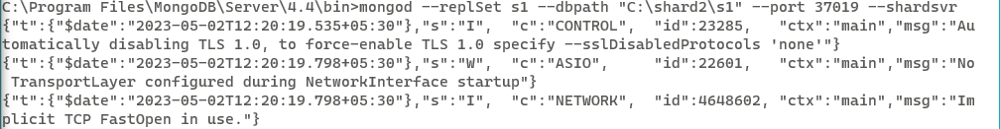 C:\Program Files\MongoDB\Server\4.4\bin>mongod --replSet s1 --dbpath "C:\shard2\s1" --port 37019 --shardsvr
{"t":{"$date":"2023-05-02T12:20:19.535+05:30"},"s":"I",  "c":"CONTROL",  "id":23285,   "ctx":"main","msg":"Au
tomatically disabling TLS 1.0, to force-enable TLS 1.0 specify --sslDisabledProtocols 'none'"}
{"t":{"$date":"2023-05-02T12:20:19.798+05:30"},"s":"W",  "c":"ASIO",     "id":22601,   "ctx":"main","msg":"No
 TransportLayer configured during NetworkInterface startup"}
{"t":{"$date":"2023-05-02T12:20:19.798+05:30"},"s":"I",  "c":"NETWORK",  "id":4648602, "ctx":"main","msg":"Im
plicit TCP FastOpen in use."}